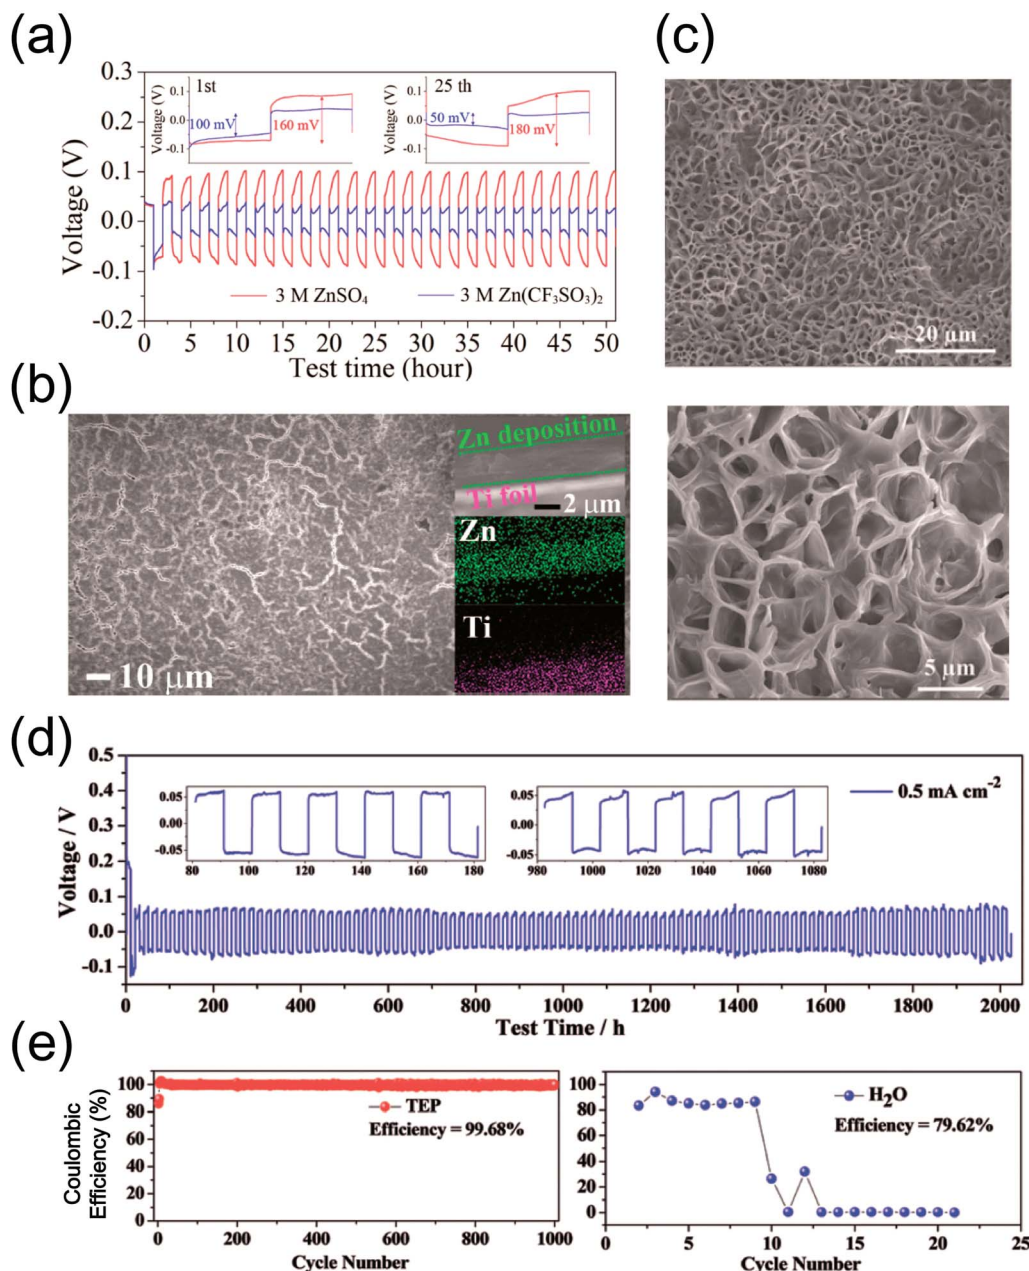 (a)
0.3
0.2
0.1
0.0
-0.1
-0.2
Voltage (V)
0 5 10 15 20 25 30 35 40 45 50
Test time (hour)
1st
0.1
0.0
-0.1
Voltage (V)
100 mV
160 mV
25 th
0.1
0.0
-0.1
Voltage (V)
50 mV
180 mV
3 M ZnSO₄
3 M Zn(CF₃SO₃)₂
(c)
20 µm
5 µm
(b)
10 µm
Zn deposition
Ti foil
2 µm
Zn
Ti
(d)
0.5
0.4
0.3
0.2
0.1
0.0
-0.1
Voltage / V
0 200 400 600 800 1000 1200 1400 1600 1800 2000
Test Time / h
0.05
0.00
-0.05
80 100 120 140 160 180
0.05
0.00
-0.05
980 1000 1020 1040 1060 1080
0.5 mA cm⁻²
(e)
Coulombic
Efficiency (%)
100
80
60
40
20
0
0 200 400 600 800 1000
Cycle Number
TEP
Efficiency = 99.68%
100
80
60
40
20
0
0 5 10 15 20 25
Cycle Number
H₂O
Efficiency = 79.62%